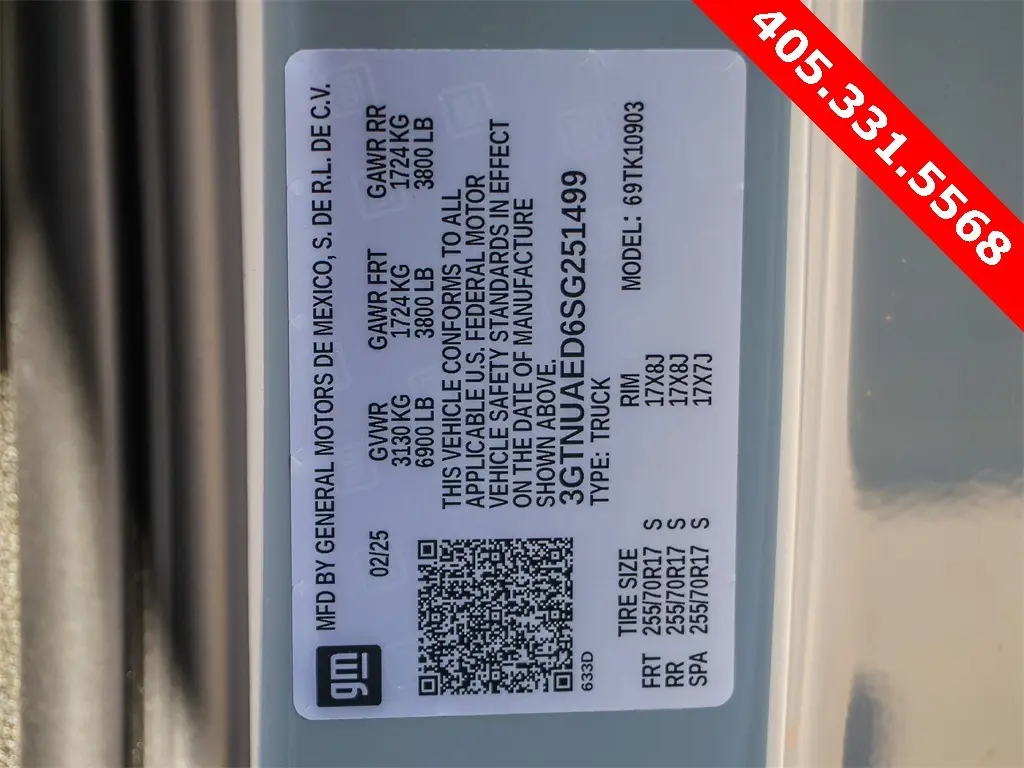 405.331.5568
gm
MFD BY GENERAL MOTORS DE MEXICO, S. DE R.L. DE C.V.
02/25
GVWR GAWR FRT GAWR RR
3130 KG 1724 KG 1724 KG
6900 LB 3800 LB 3800 LB
THIS VEHICLE CONFORMS TO ALL
APPLICABLE U.S. FEDERAL MOTOR
VEHICLE SAFETY STANDARDS IN EFFECT
ON THE DATE OF MANUFACTURE
SHOWN ABOVE.
3GTNUAED6SG251499
TYPE: TRUCK MODEL: 69TK10903
633D
TIRE SIZE RIM
FRT 255/70R17 S 17X8J
RR 255/70R17 S 17X8J
SPA 255/70R17 S 17X7J